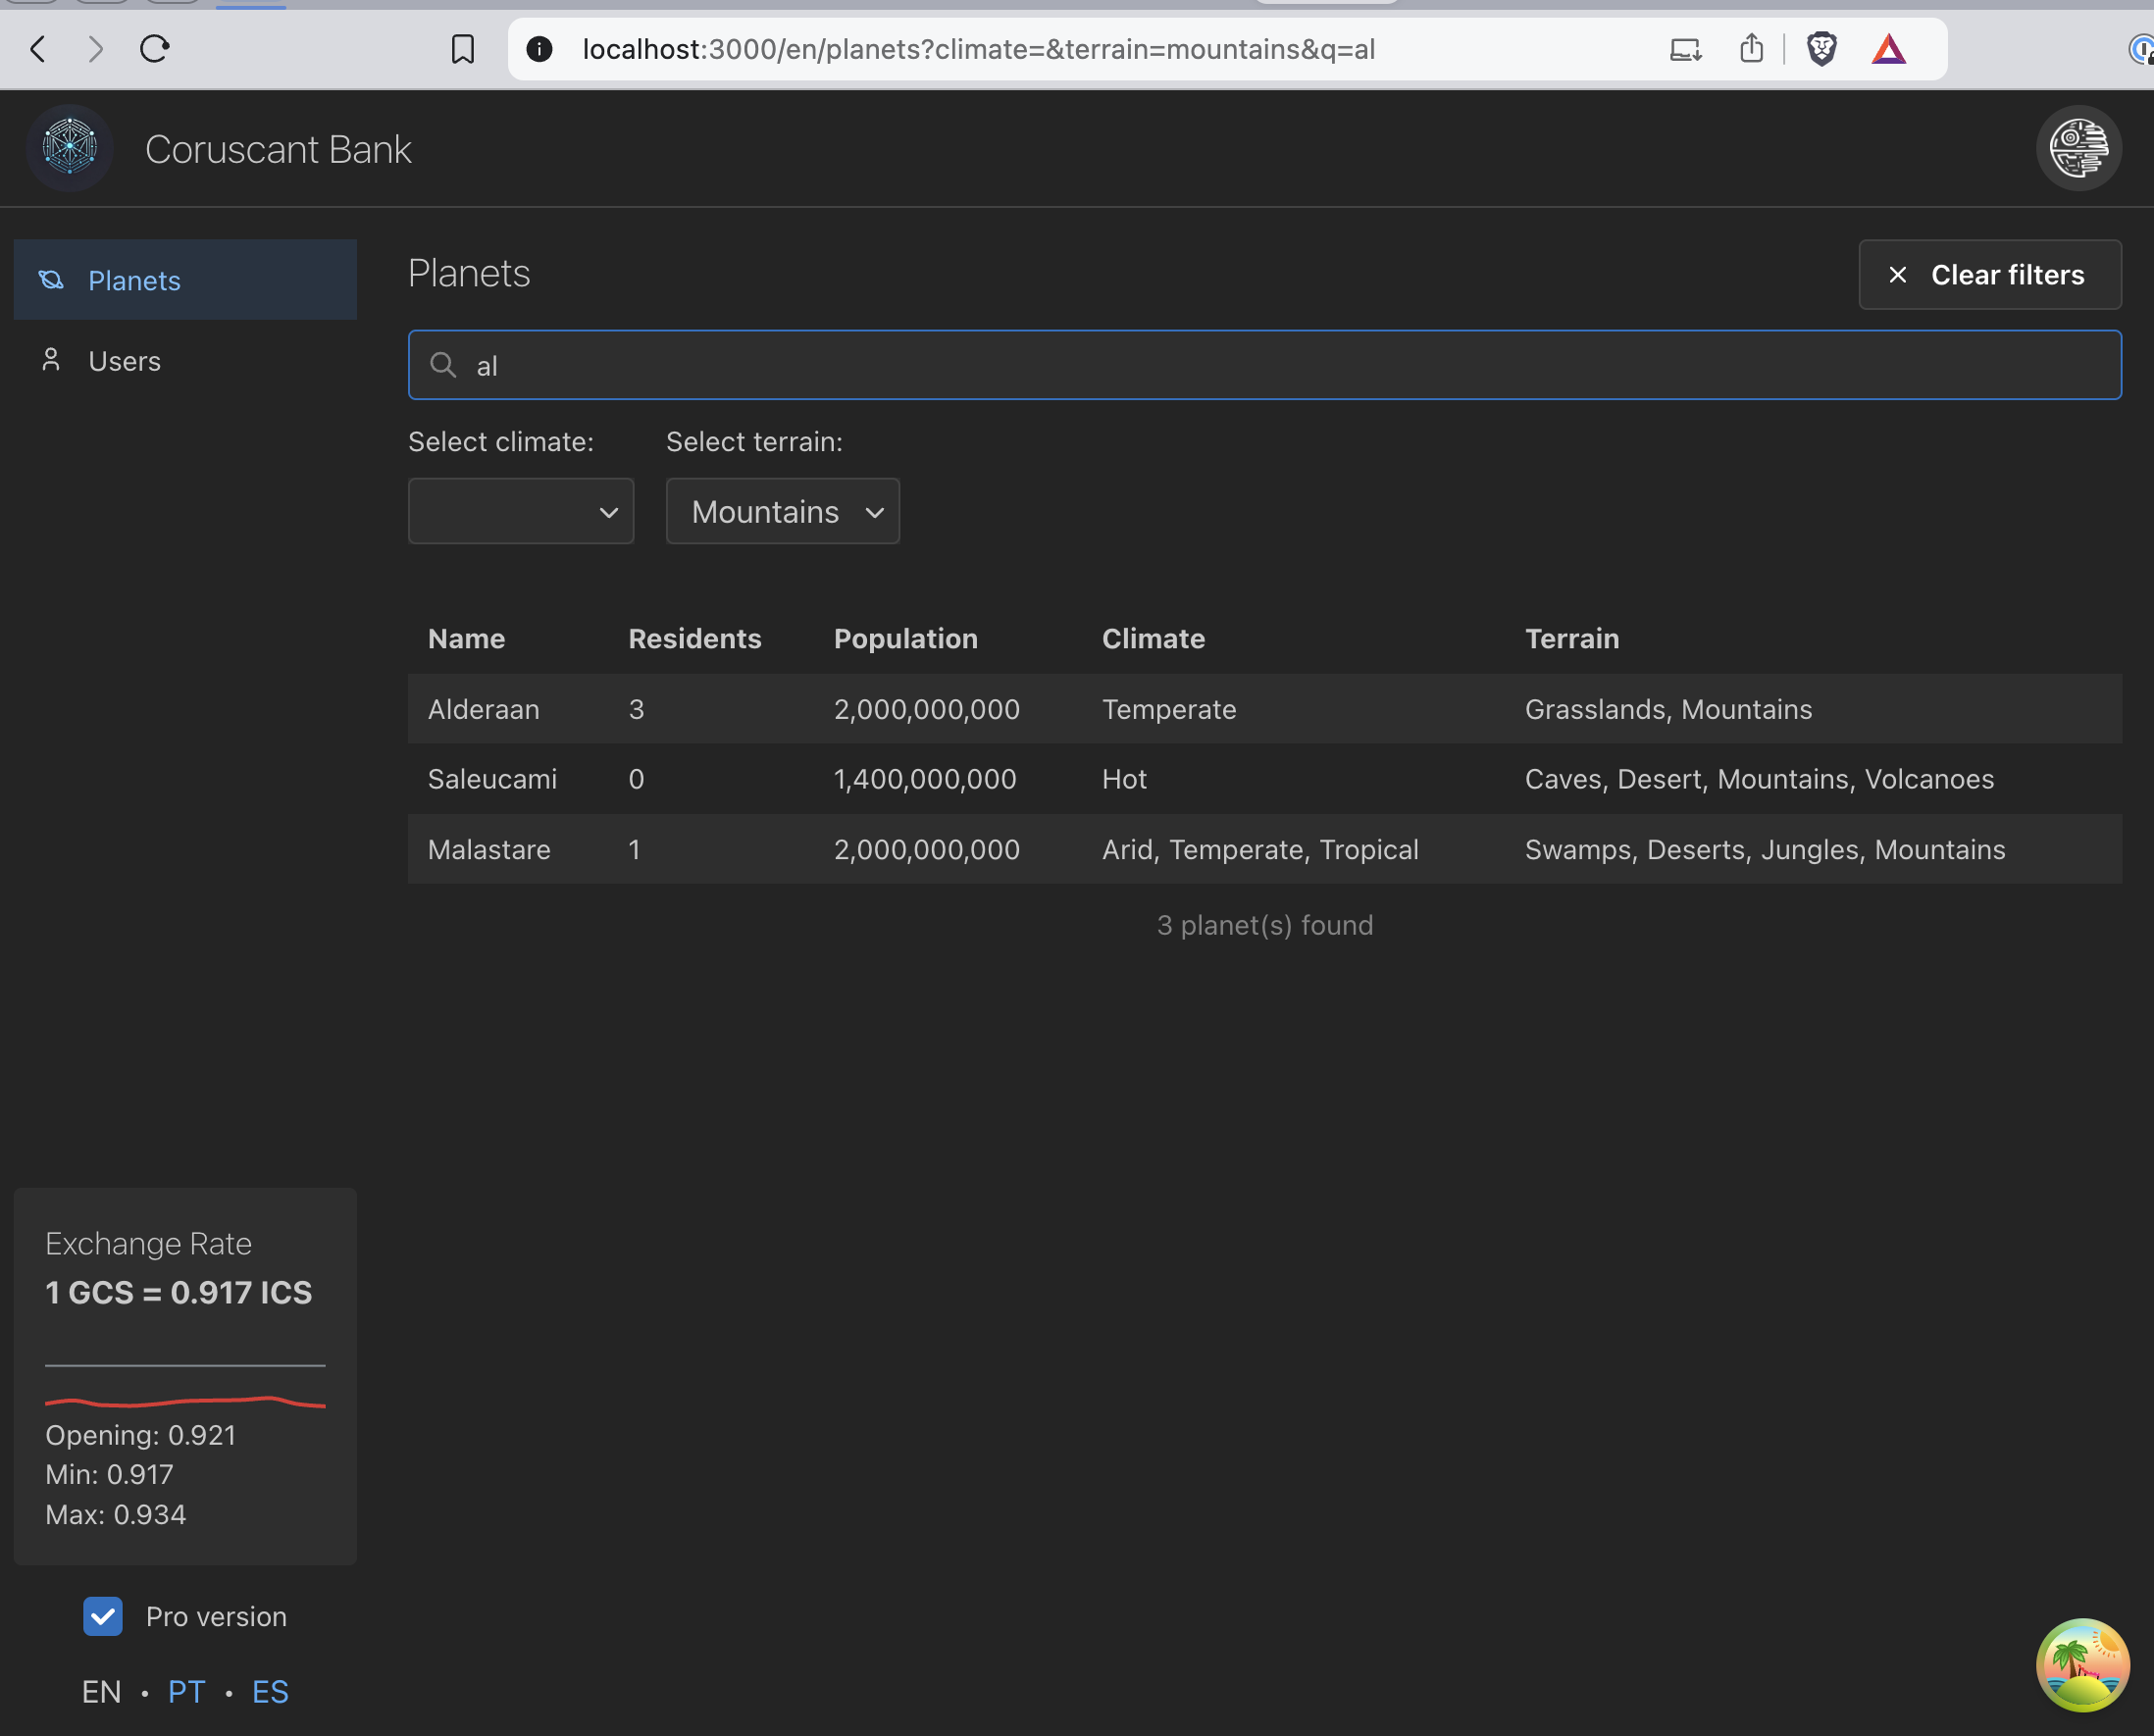 localhost:3000/en/planets?climate=&terrain=mountains&q=al
Coruscant Bank
Planets
Users
Planets
Clear filters
al
Select climate:
Select terrain:
Mountains
Name Residents Population Climate Terrain
Alderaan 3 2,000,000,000 Temperate Grasslands, Mountains
Saleucami 0 1,400,000,000 Hot Caves, Desert, Mountains, Volcanoes
Malastare 1 2,000,000,000 Arid, Temperate, Tropical Swamps, Deserts, Jungles, Mountains
3 planet(s) found
Exchange Rate
1 GCS = 0.917 ICS
Opening: 0.921
Min: 0.917
Max: 0.934
Pro version
EN • PT • ES